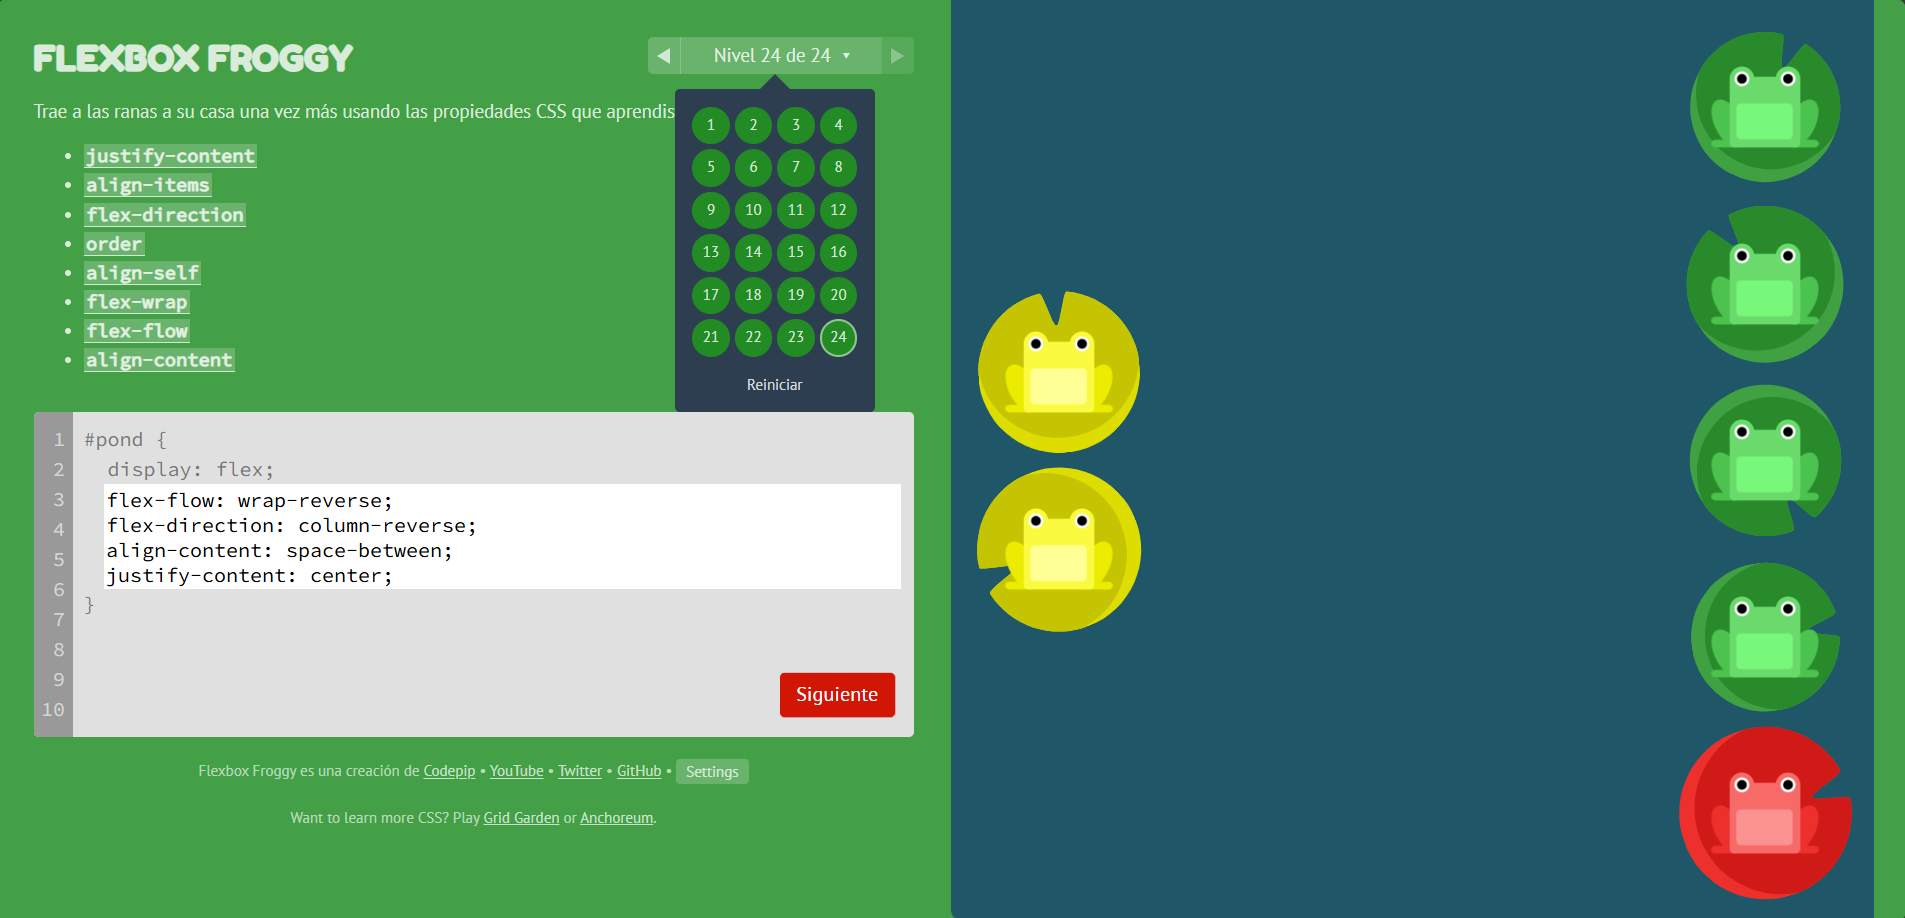 FLEXBOX FROGGY
Nivel 24 de 24
Trae a las ranas a su casa una vez más usando las propiedades CSS que aprendis
justify-content
align-items
flex-direction
order
align-self
flex-wrap
flex-flow
align-content
1 2 3 4
5 6 7 8
9 10 11 12
13 14 15 16
17 18 19 20
21 22 23 24
Reiniciar
1 #pond {
2 display: flex;
3 flex-flow: wrap-reverse;
4 flex-direction: column-reverse;
5 align-content: space-between;
6 justify-content: center;
7 }
8
9
10
Siguiente
Flexbox Froggy es una creación de Codepip • YouTube • Twitter • GitHub • Settings
Want to learn more CSS? Play Grid Garden or Anchoreum.